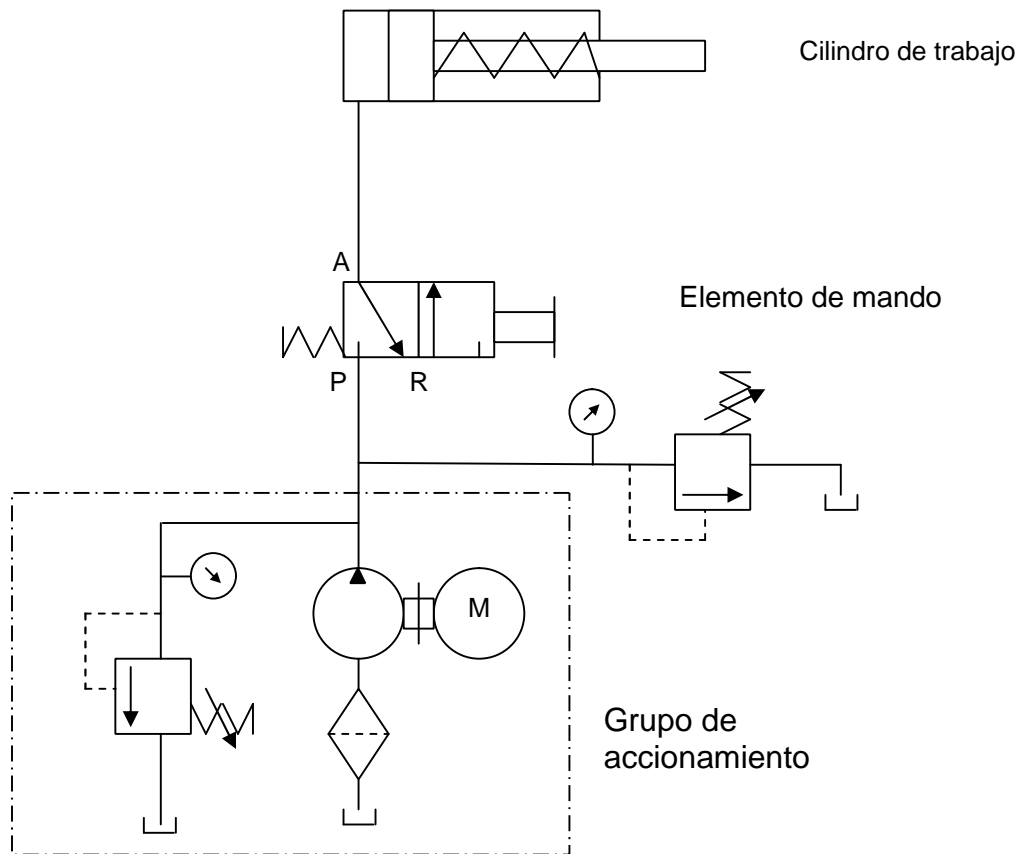 Cilindro de trabajo
A
Elemento de mando
P
R
M
Grupo de
accionamiento